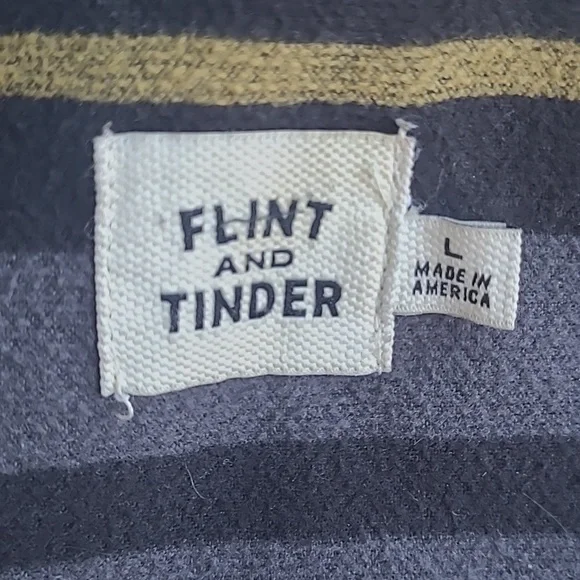 FLINT
AND
TINDER
L
MADE IN
AMERICA